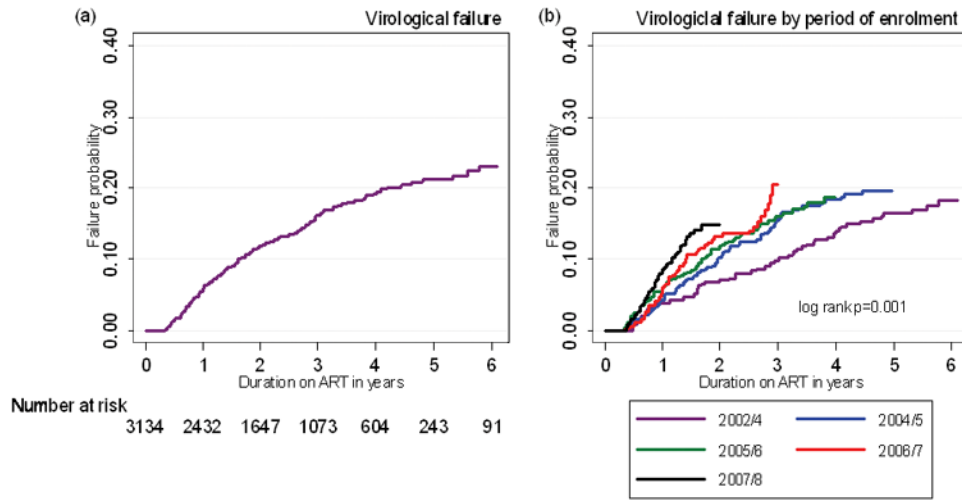 (a)
Virological failure
Failure probability
0.40
0.30
0.20
0.10
0.00
0 1 2 3 4 5 6
Duration on ART in years
Number at risk
3134 2432 1647 1073 604 243 91
(b)
Virologiclal failure by period of enrolment
Failure probability
0.40
0.30
0.20
0.10
0.00
log rank p=0.001
0 1 2 3 4 5 6
Duration on ART in years
2002/4 2004/5
2005/6 2006/7
2007/8